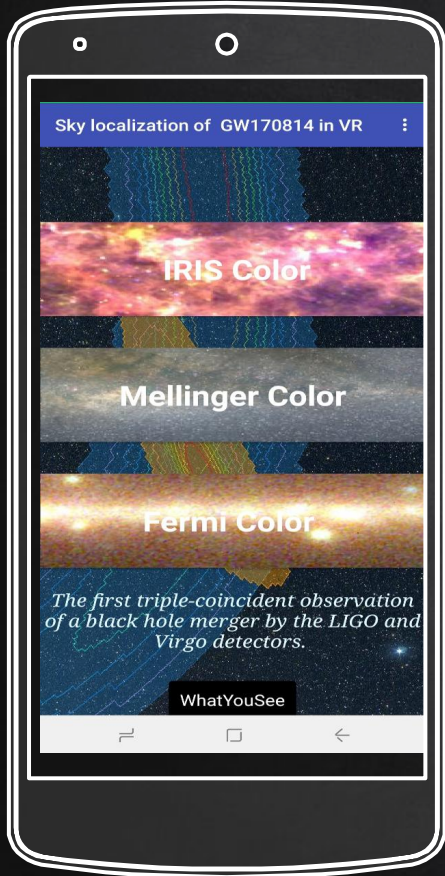 Sky localization of GW170814 in VR
IRIS Color
Mellinger Color
Fermi Color
The first triple-coincident observation
of a black hole merger by the LIGO and
Virgo detectors.
WhatYouSee